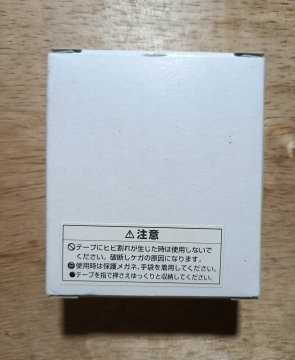 ⚠注意
🚫テープにヒビ割れが生じた時は使用しないで
ください。破断しケガの原因になります。
●使用時は保護メガネ、手袋を着用してください。
●テープを指で押さえゆっくりと収納してください。